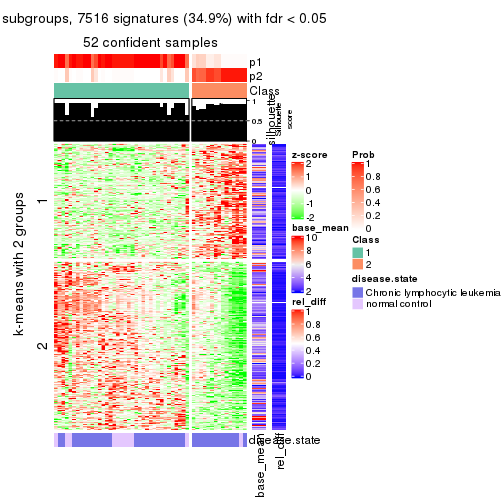 subgroups, 7516 signatures (34.9%) with fdr < 0.05
52 confident samples
p1
p2
Class
1
0.5
0
silhouette
Silhouette
score
k-means with 2 groups
1
2
disease.state
base_mean
rel_diff
z-score
2
1
0
-1
-2
base_mean
10
8
6
4
2
rel_diff
1
0.8
0.6
0.4
0.2
0
Prob
1
0.8
0.6
0.4
0.2
0
Class
1
2
disease.state
Chronic lymphocytic leukemia
normal control